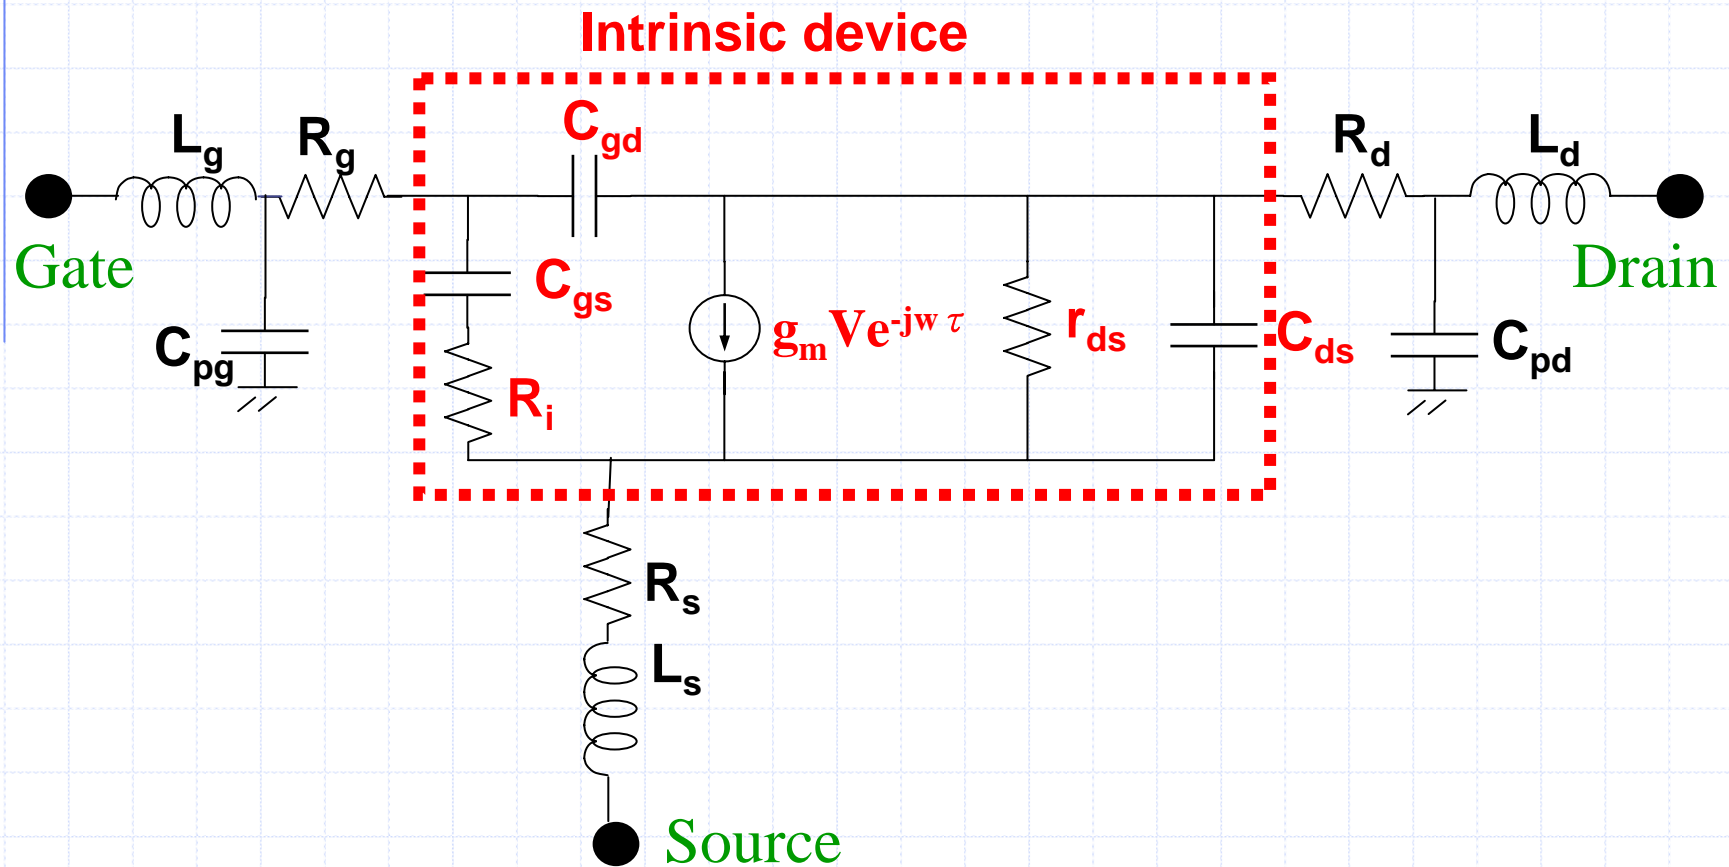 Intrinsic device
Lg
Rg
Cgd
Rd
Ld
Gate
Cgs
Drain
Cpg
gmVe-jwτ
rds
Cds
Cpd
Ri
Rs
Ls
Source